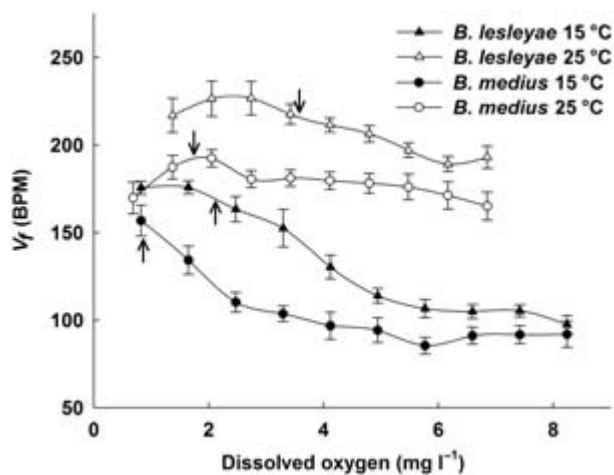 250
200
150
100
50
V_f (BPM)
B. lesleyae 15 °C
B. lesleyae 25 °C
B. medius 15 °C
B. medius 25 °C
0 2 4 6 8
Dissolved oxygen (mg l⁻¹)